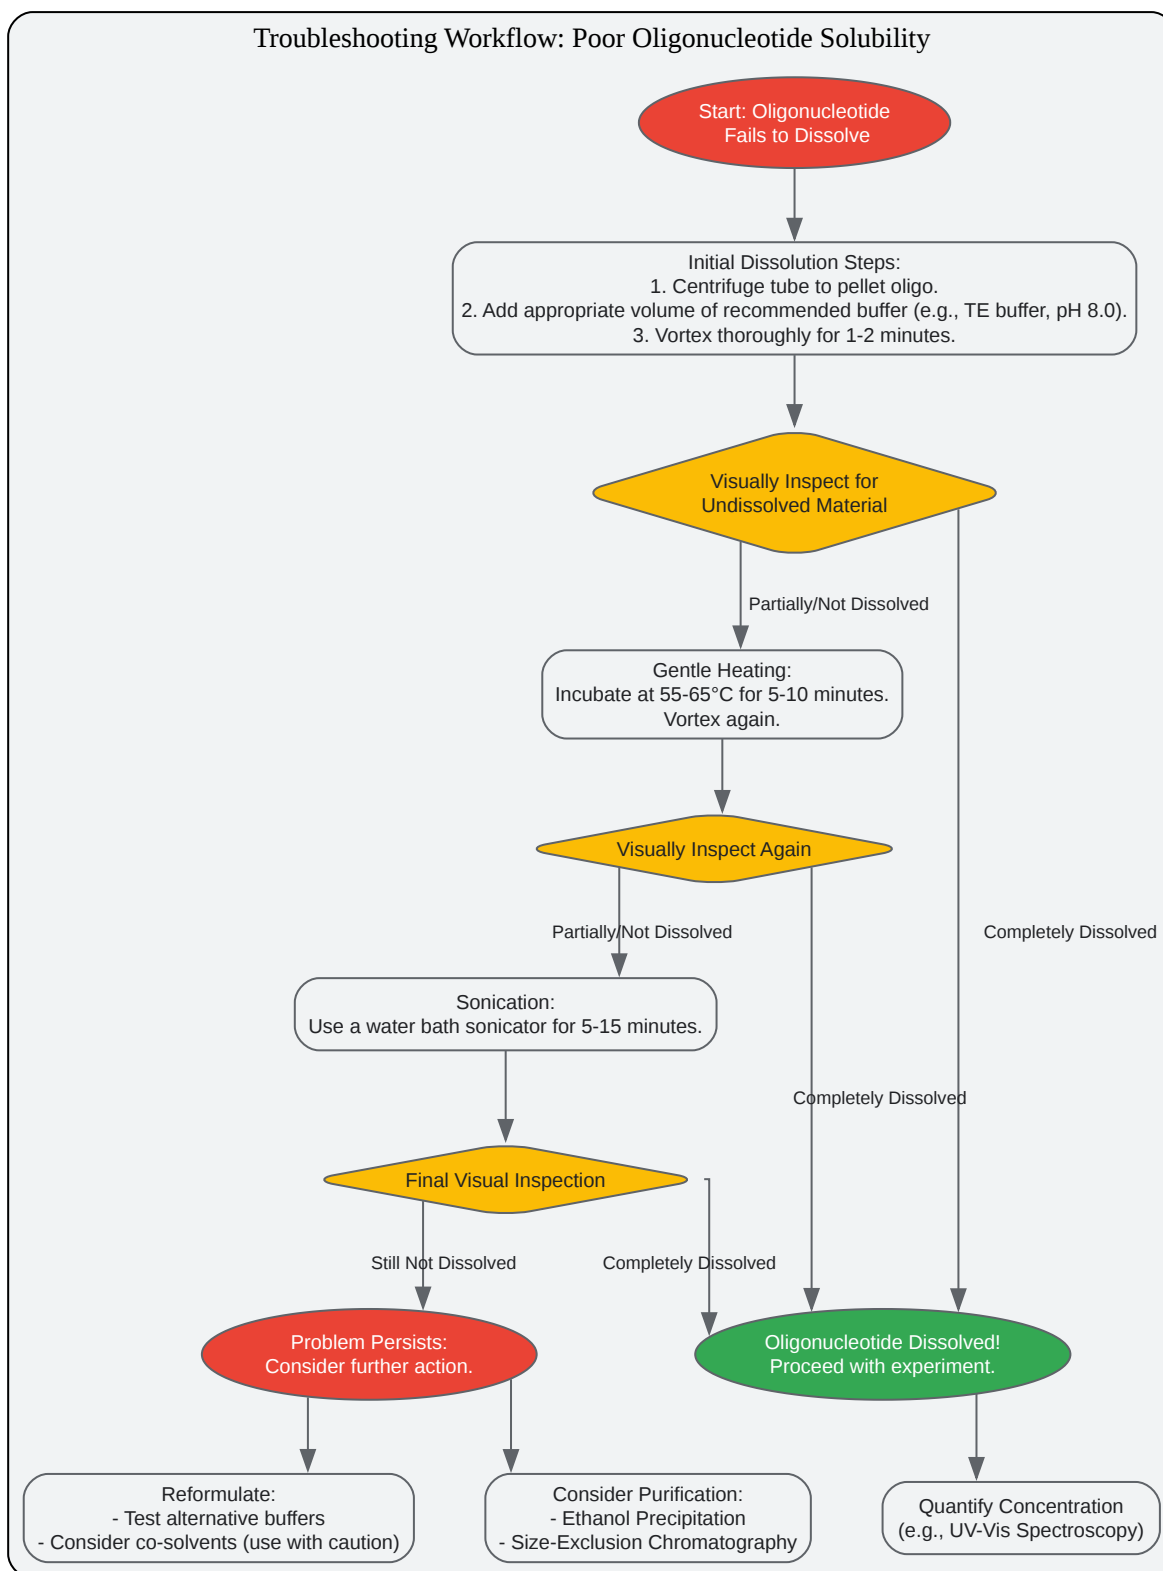 Troubleshooting Workflow: Poor Oligonucleotide Solubility
Start: Oligonucleotide
Fails to Dissolve
Initial Dissolution Steps:
1. Centrifuge tube to pellet oligo.
2. Add appropriate volume of recommended buffer (e.g., TE buffer, pH 8.0).
3. Vortex thoroughly for 1-2 minutes.
Visually Inspect for
Undissolved Material
Partially/Not Dissolved
Gentle Heating:
Incubate at 55-65°C for 5-10 minutes.
Vortex again.
Visually Inspect Again
Partially/Not Dissolved
Completely Dissolved
Sonication:
Use a water bath sonicator for 5-15 minutes.
Completely Dissolved
Final Visual Inspection
Still Not Dissolved
Completely Dissolved
Problem Persists:
Consider further action.
Oligonucleotide Dissolved!
Proceed with experiment.
Reformulate:
- Test alternative buffers
- Consider co-solvents (use with caution)
Consider Purification:
- Ethanol Precipitation
- Size-Exclusion Chromatography
Quantify Concentration
(e.g., UV-Vis Spectroscopy)